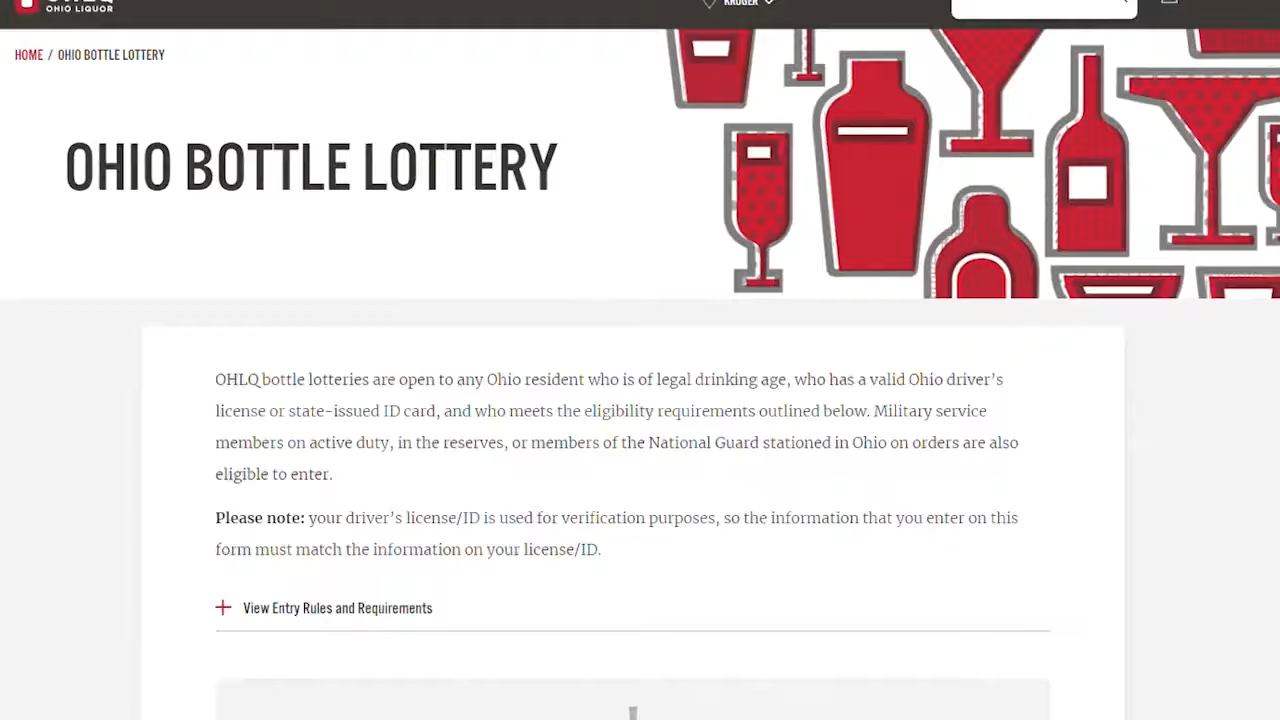 OHIO LIQUOR
KROGER
HOME / OHIO BOTTLE LOTTERY
OHIO BOTTLE LOTTERY
OHLQ bottle lotteries are open to any Ohio resident who is of legal drinking age, who has a valid Ohio driver's
license or state-issued ID card, and who meets the eligibility requirements outlined below. Military service
members on active duty, in the reserves, or members of the National Guard stationed in Ohio on orders are also
eligible to enter.
Please note: your driver's license/ID is used for verification purposes, so the information that you enter on this
form must match the information on your license/ID.
View Entry Rules and Requirements